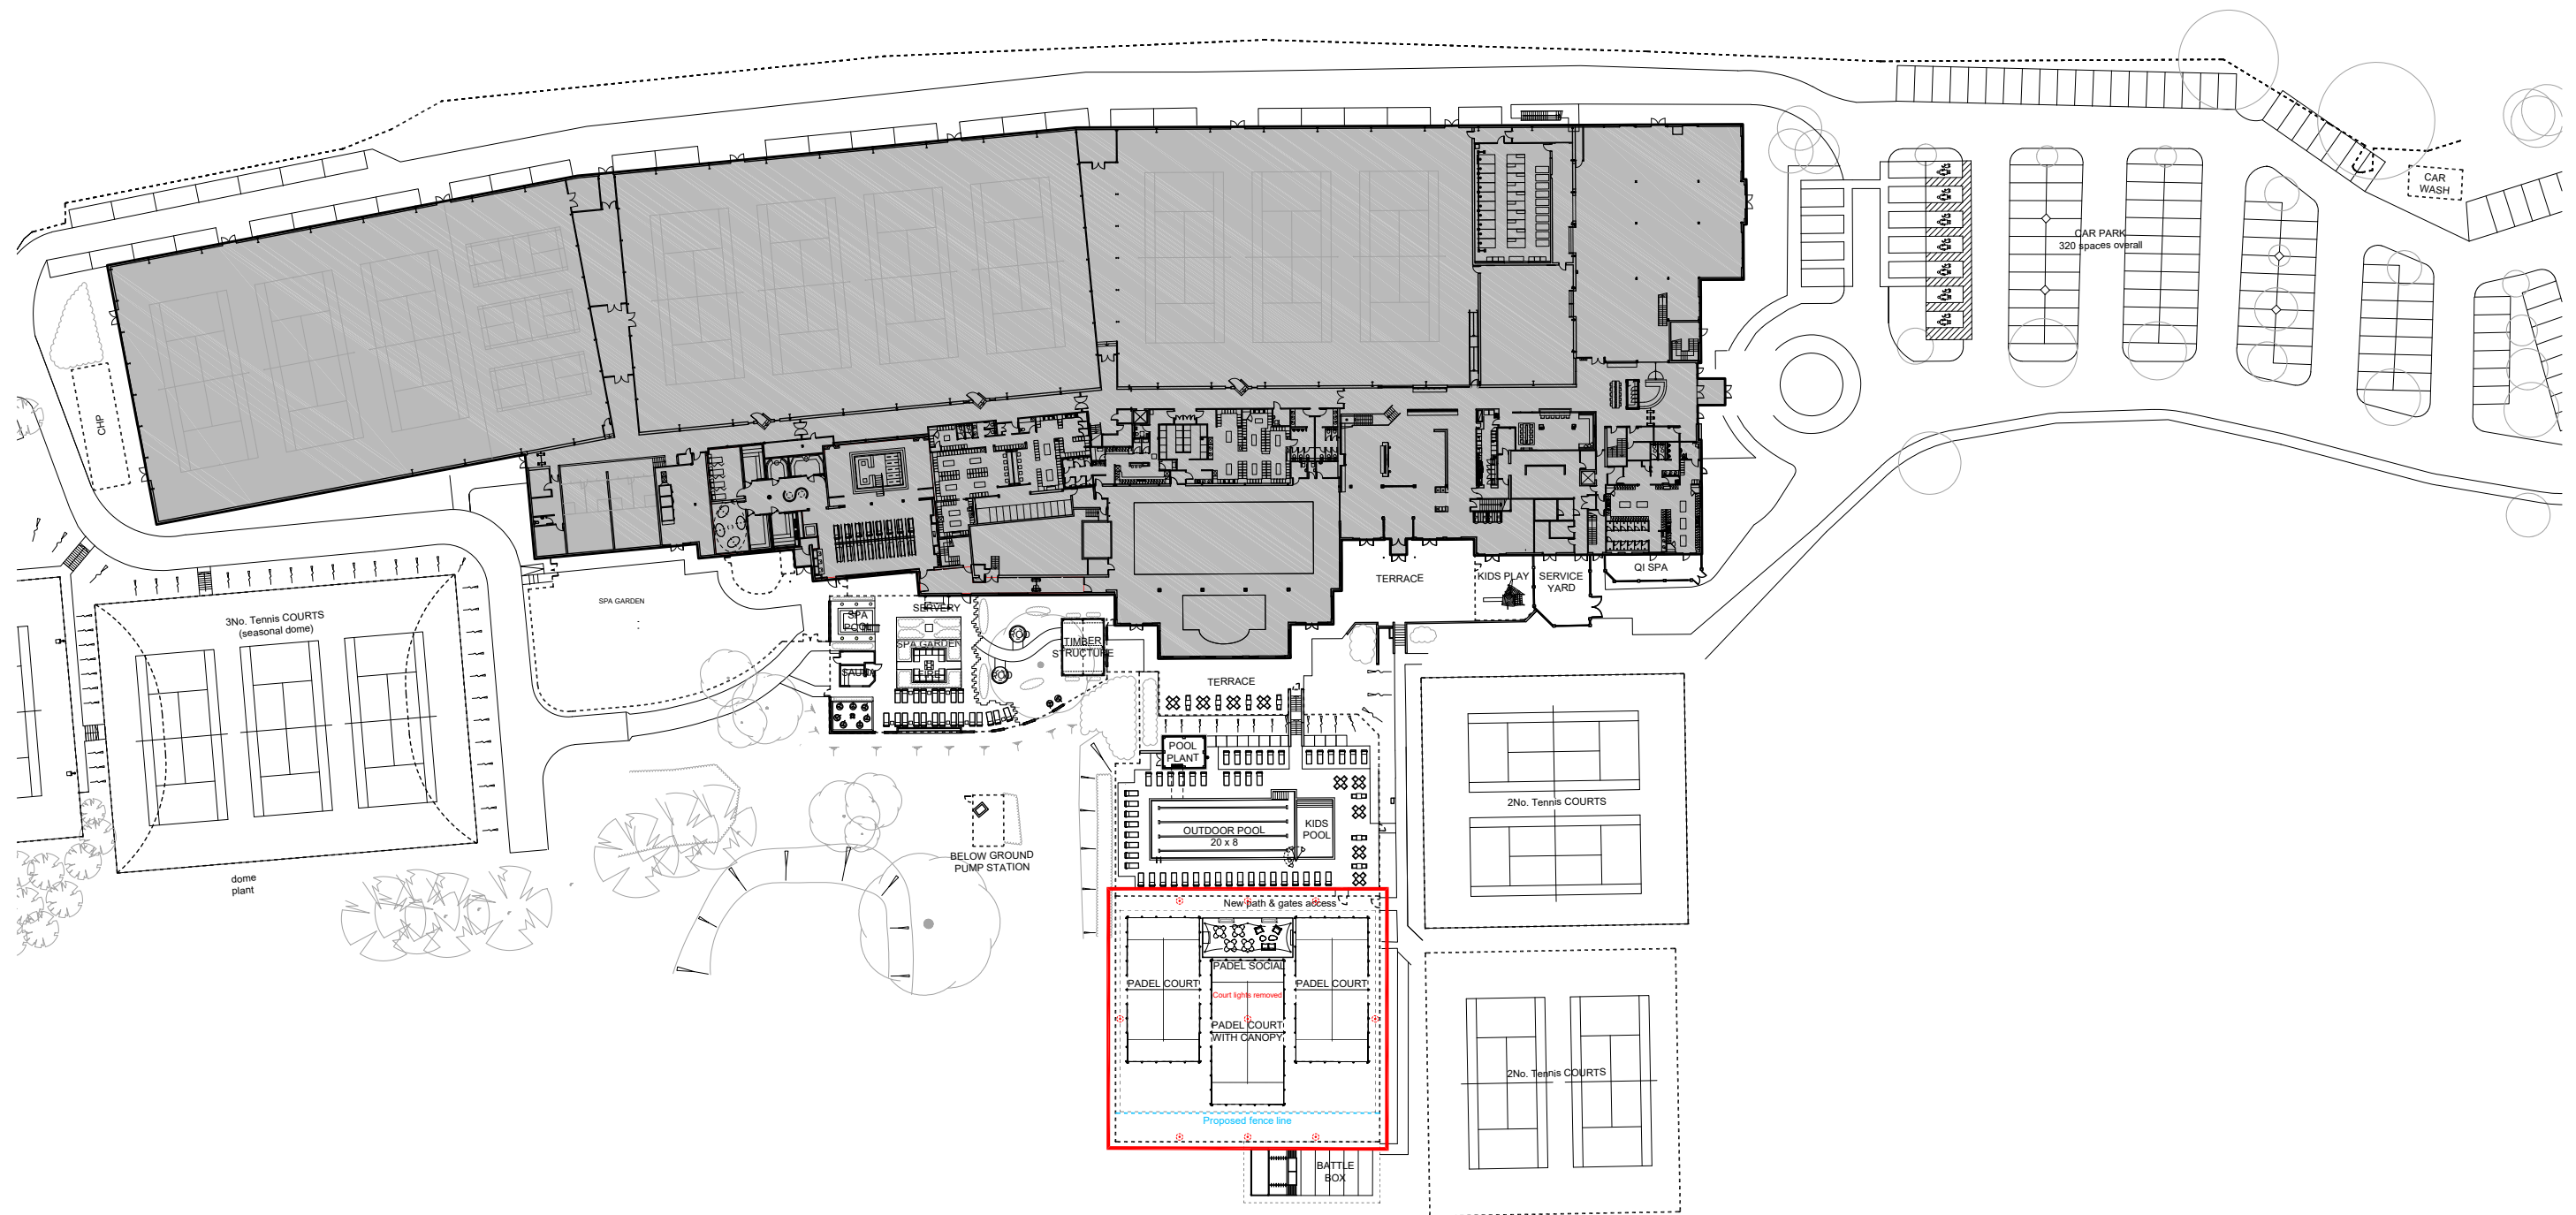 CAR
WASH
CAR PARK
320 spaces overall
CHP
TERRACE
KIDS PLAY
SERVICE
YARD
QI SPA
SPA GARDEN
3No. Tennis COURTS
(seasonal dome)
SERVERY
SPA
POOL
SPA GARDEN
SAUNA
FIRE
TIMBER
STRUCTURE
TERRACE
POOL
PLANT
OUTDOOR POOL
20 x 8
KIDS
POOL
2No. Tennis COURTS
BELOW GROUND
PUMP STATION
dome
plant
New path & gates access
PADEL SOCIAL
PADEL COURT
PADEL COURT
Court lights removed
PADEL COURT
WITH CANOPY
2No. Tennis COURTS
Proposed fence line
BATTLE
BOX